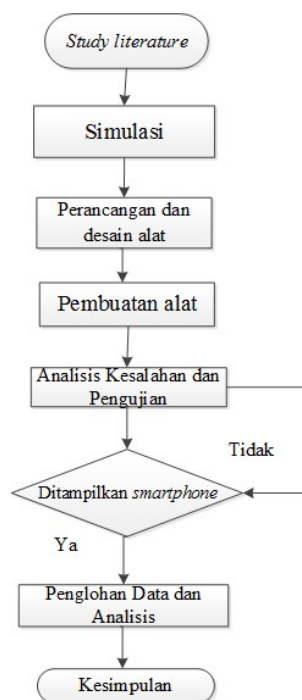 Study literature
Simulasi
Perancangan dan
desain alat
Pembuatan alat
Analisis Kesalahan dan
Pengujian
Tidak
Ditampilkan smartphone
Ya
Penglohan Data dan
Analisis
Kesimpulan